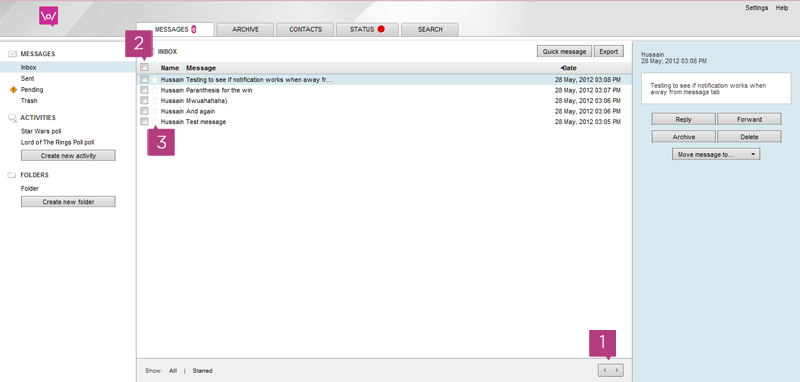 \o/
Settings Help
MESSAGES 0 ARCHIVE CONTACTS STATUS SEARCH
MESSAGES
Inbox
Sent
Pending
Trash
ACTIVITIES
Star Wars poll
Lord of The Rings Poll poll
Create new activity
FOLDERS
Folder
Create new folder
2
INBOX Quick message Export
Name Message Date
Hussain Testing to see if notification works when away fr... 28 May, 2012 03:08 PM
Hussain Paranthesis for the win 28 May, 2012 03:07 PM
Hussain Mwuahahaha) 28 May, 2012 03:06 PM
Hussain And again 28 May, 2012 03:06 PM
Hussain Test message 28 May, 2012 03:05 PM
3
1
Show: All | Starred
Hussain
28 May, 2012 03:08 PM
Testing to see if notification works when
away from message tab
Reply Forward
Archive Delete
Move message to...